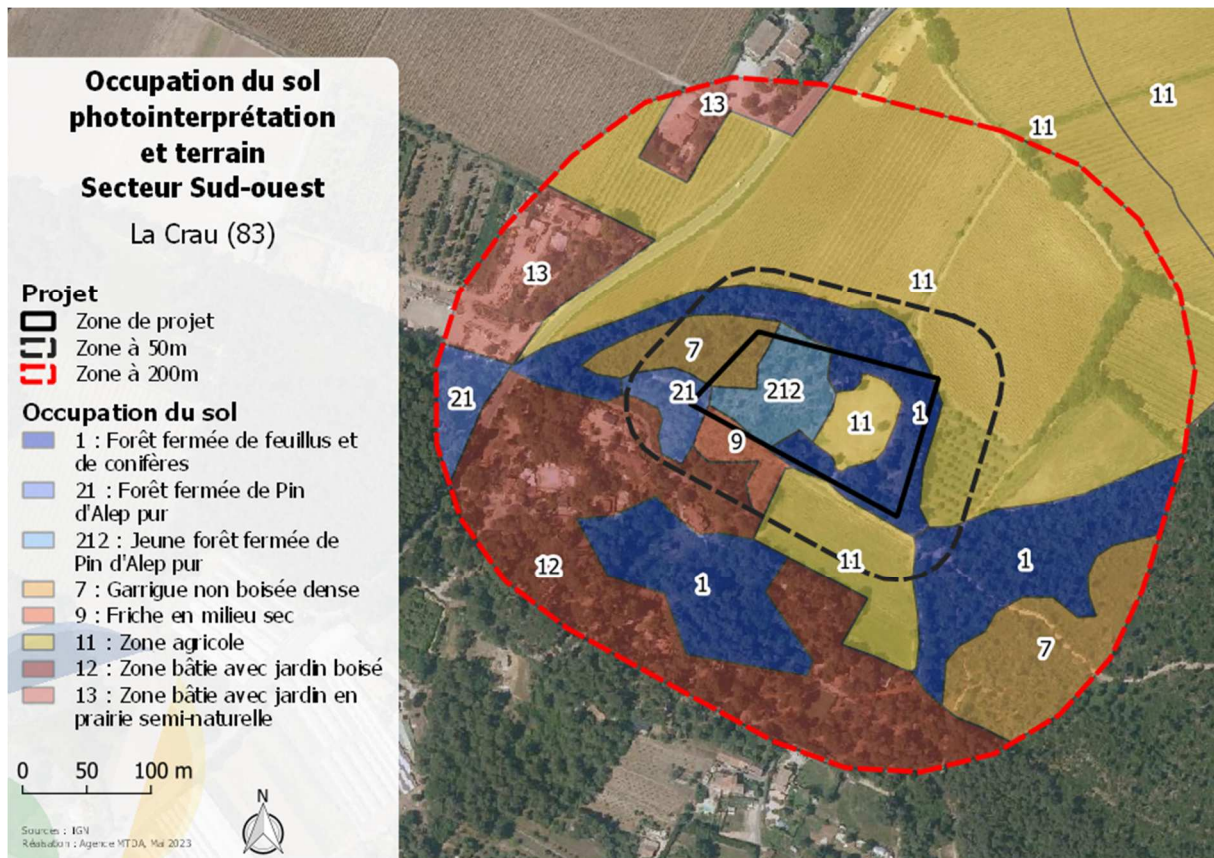 Occupation du sol
photointerprétation
et terrain
Secteur Sud-ouest
La Crau (83)
Projet
Zone de projet
Zone à 50m
Zone à 200m
Occupation du sol
1 : Forêt fermée de feuillus et
de conifères
21 : Forêt fermée de Pin
d'Alep pur
212 : Jeune forêt fermée de
Pin d'Alep pur
7 : Garrigue non boisée dense
9 : Friche en milieu sec
11 : Zone agricole
12 : Zone bâtie avec jardin boisé
13 : Zone bâtie avec jardin en
prairie semi-naturelle
0 50 100 m
N
Sources : IGN
Réalisation : Agence MTDA, Mai 2023
11
13
11
13
11
7
21
21
212
11
1
9
12
1
11
1
7